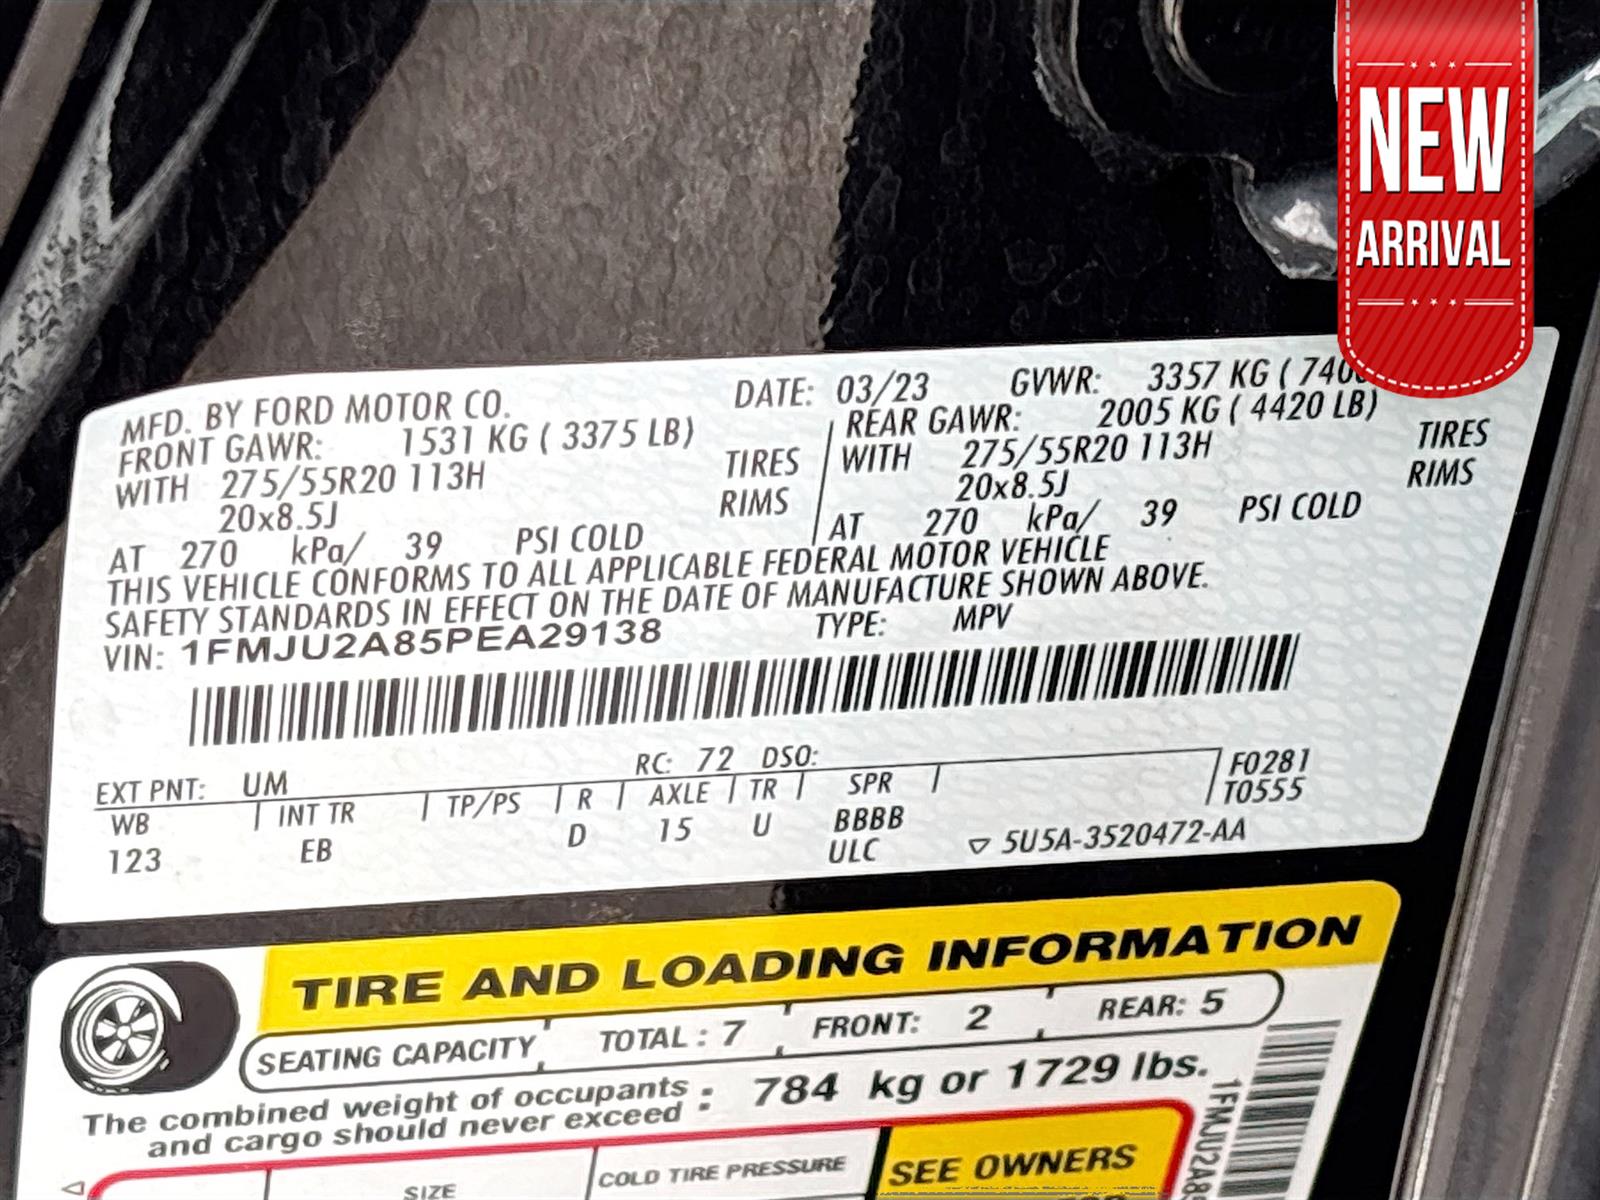 NEW
ARRIVAL
MFD. BY FORD MOTOR CO. DATE: 03/23 GVWR: 3357 KG (
FRONT GAWR: 1531 KG ( 3375 LB) REAR GAWR: 2005 KG ( 4420 LB)
WITH 275/55R20 113H TIRES WITH 275/55R20 113H TIRES
20x8.5J RIMS 20x8.5J RIMS
AT 270 kPa/ 39 PSI COLD AT 270 kPa/ 39 PSI COLD
THIS VEHICLE CONFORMS TO ALL APPLICABLE FEDERAL MOTOR VEHICLE
SAFETY STANDARDS IN EFFECT ON THE DATE OF MANUFACTURE SHOWN ABOVE.
VIN: 1FMJU2A85PEA29138 TYPE: MPV
EXT PNT: UM RC: 72 DSO: F0281
WB INT TR TP/PS R AXLE TR SPR T0555
123 EB D 15 U BBBB
ULC 5U5A-3520472-AA
TIRE AND LOADING INFORMATION
SEATING CAPACITY TOTAL : 7 FRONT: 2 REAR: 5
The combined weight of occupants
and cargo should never exceed : 784 kg or 1729 lbs.
SIZE COLD TIRE PRESSURE SEE OWNERS
1FMJU2A8